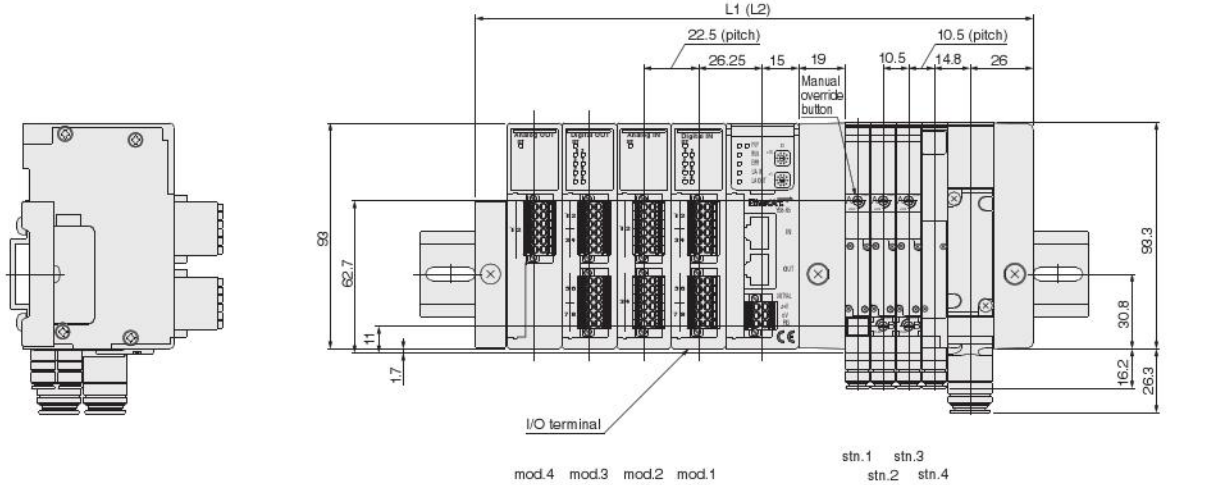 L1 (L2)
22.5 (pitch)
10.5 (pitch)
26.25
15
19
10.5
14.8
26
Manual
override
button
Analog OUT
Digital OUT
Analog IN
Digital IN
93
62.7
11
1.7
IN
OUT
CE
93.3
30.8
16.2
26.3
I/O terminal
mod.4 mod.3 mod.2 mod.1
stn.1 stn.3
stn.2 stn.4